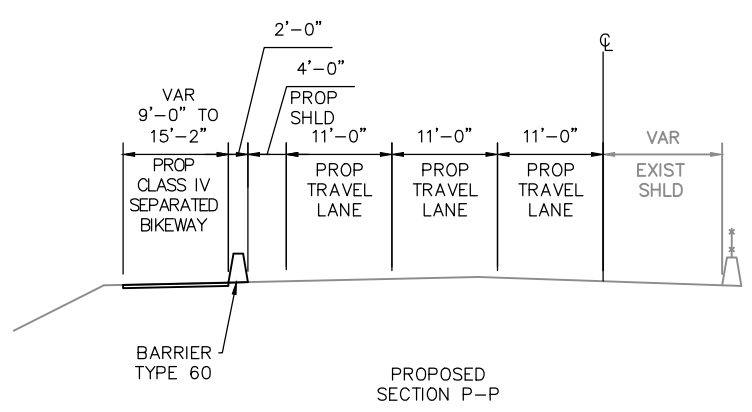 2'-0"
4'-0"
PROP
SHLD
℄
VAR
9'-0" TO
15'-2"
PROP
CLASS IV
SEPARATED
BIKEWAY
11'-0"
PROP
TRAVEL
LANE
11'-0"
PROP
TRAVEL
LANE
11'-0"
PROP
TRAVEL
LANE
VAR
EXIST
SHLD
BARRIER
TYPE 60
PROPOSED
SECTION P-P